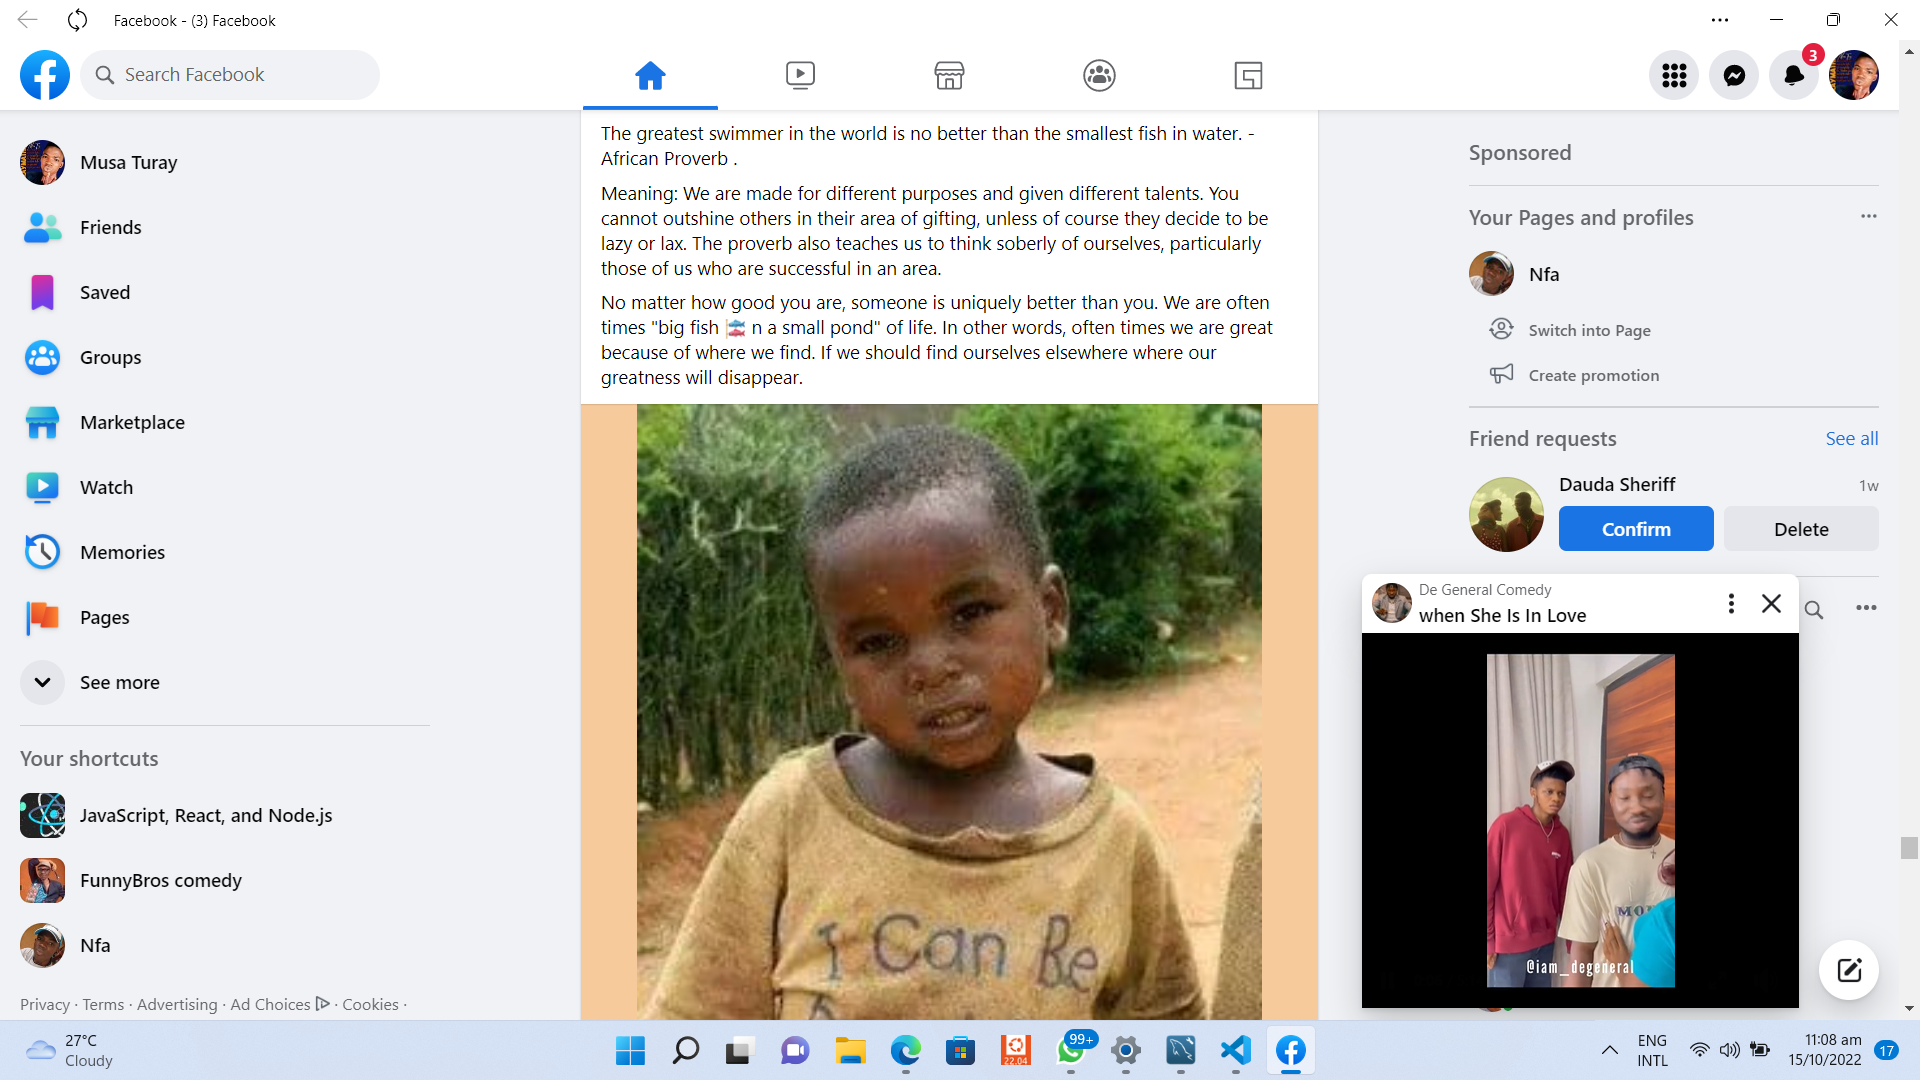 Facebook - (3) Facebook
Search Facebook
3
Musa Turay
Friends
Saved
Groups
Marketplace
Watch
Memories
Pages
See more
Your shortcuts
JavaScript, React, and Node.js
FunnyBros comedy
Nfa
Privacy · Terms · Advertising · Ad Choices · Cookies ·
The greatest swimmer in the world is no better than the smallest fish in water. -
African Proverb .
Meaning: We are made for different purposes and given different talents. You
cannot outshine others in their area of gifting, unless of course they decide to be
lazy or lax. The proverb also teaches us to think soberly of ourselves, particularly
those of us who are successful in an area.
No matter how good you are, someone is uniquely better than you. We are often
times "big fish 🎏 n a small pond" of life. In other words, often times we are great
because of where we find. If we should find ourselves elsewhere where our
greatness will disappear.
I Can Be
Sponsored
Your Pages and profiles
Nfa
Switch into Page
Create promotion
Friend requests
See all
Dauda Sheriff
1w
Confirm
Delete
De General Comedy
when She Is In Love
@iam_degeneral
27°C
Cloudy
22.04
99+
ENG
INTL
11:08 am
15/10/2022
17